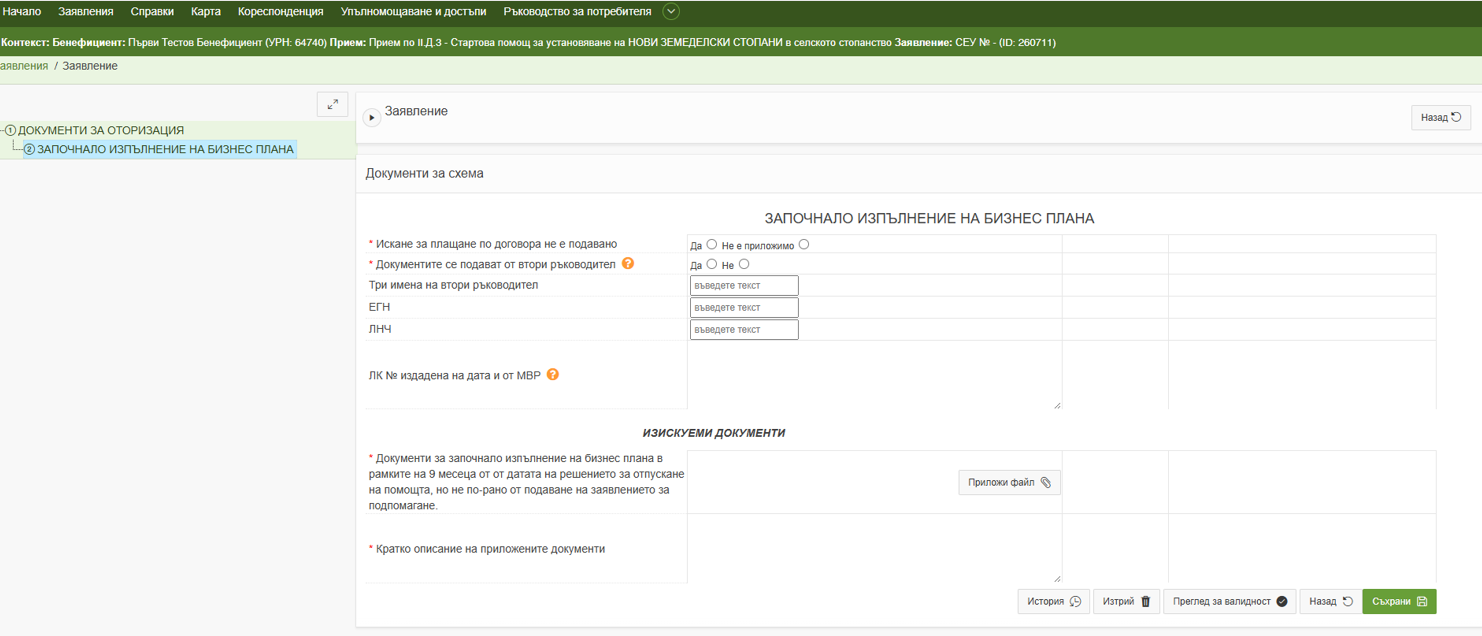 Начало Заявления Справки Карта Кореспонденция Упълномощаване и достъпи Ръководство за потребителя
Контекст: Бенефициент: Първи Тестов Бенефициент (УРН: 64740) Прием: Прием по II.Д.3 - Стартова помощ за установяване на НОВИ ЗЕМЕДЕЛСКИ СТОПАНИ в селското стопанство Заявление: СЕУ № - (ID: 260711)
аявления / Заявление
1 ДОКУМЕНТИ ЗА ОТОРИЗАЦИЯ
2 ЗАПОЧНАЛО ИЗПЪЛНЕНИЕ НА БИЗНЕС ПЛАНА
Заявление
Назад
Документи за схема
ЗАПОЧНАЛО ИЗПЪЛНЕНИЕ НА БИЗНЕС ПЛАНА
* Искане за плащане по договора не е подавано
Да Не е приложимо
* Документите се подават от втори ръководител ?
Да Не
Три имена на втори ръководител
въведете текст
ЕГН
въведете текст
ЛНЧ
въведете текст
ЛК № издадена на дата и от МВР ?
ИЗИСКУЕМИ ДОКУМЕНТИ
* Документи за започнало изпълнение на бизнес плана в
рамките на 9 месеца от от датата на решението за отпускане
на помощта, но не по-рано от подаване на заявлението за
подпомагане.
Приложи файл
* Кратко описание на приложените документи
История Изтрий Преглед за валидност Назад Съхрани